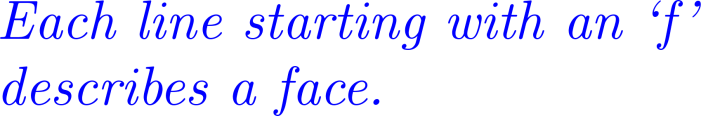 Each line starting with an ‘f’
describes a face.